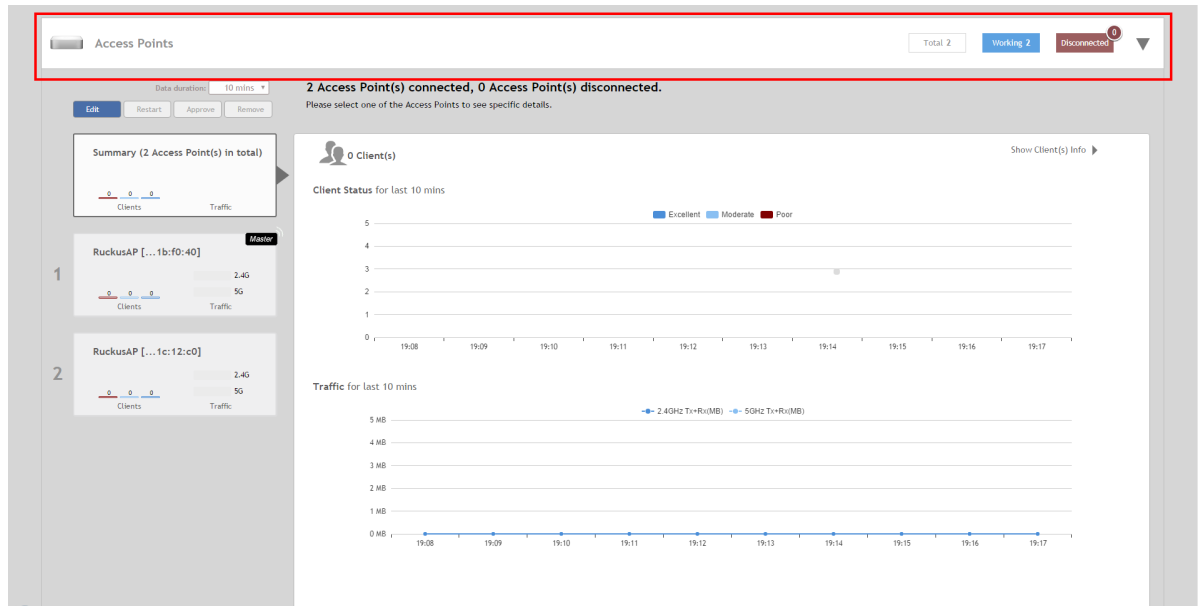 Access Points
Total 2
Working 2
Disconnected
0
Data duration: 10 mins
Edit Restart Approve Remove
2 Access Point(s) connected, 0 Access Point(s) disconnected.
Please select one of the Access Points to see specific details.
Summary (2 Access Point(s) in total)
0 0 0
Clients Traffic
Master
RuckusAP [...1b:f0:40]
1
2.4G
5G
0 0 0
Clients Traffic
RuckusAP [...1c:12:c0]
2
2.4G
5G
0 0 0
Clients Traffic
0 Client(s)
Show Client(s) Info
Client Status for last 10 mins
Excellent Moderate Poor
5
4
3
2
1
0
19:08 19:09 19:10 19:11 19:12 19:13 19:14 19:15 19:16 19:17
Traffic for last 10 mins
2.4GHz Tx+Rx(MB) 5GHz Tx+Rx(MB)
5 MB
4 MB
3 MB
2 MB
1 MB
0 MB
19:08 19:09 19:10 19:11 19:12 19:13 19:14 19:15 19:16 19:17